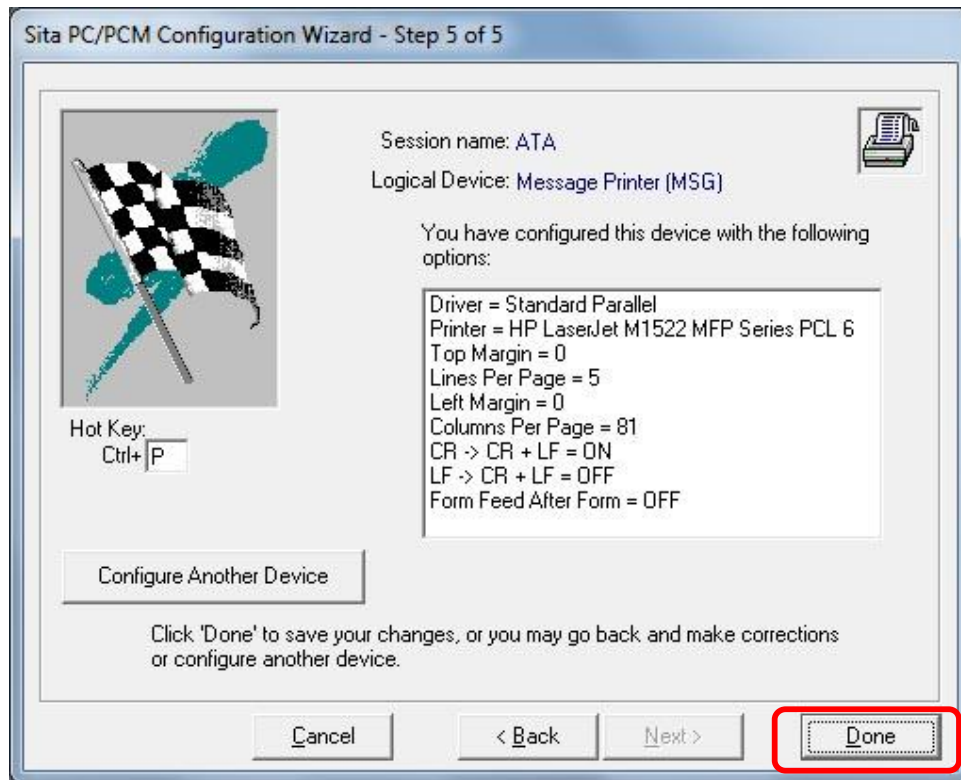 Sita PC/PCM Configuration Wizard - Step 5 of 5
Session name: ATA
Logical Device: Message Printer (MSG)
You have configured this device with the following
options:
Driver = Standard Parallel
Printer = HP LaserJet M1522 MFP Series PCL 6
Top Margin = 0
Lines Per Page = 5
Left Margin = 0
Columns Per Page = 81
CR -> CR + LF = ON
LF -> CR + LF = OFF
Form Feed After Form = OFF
Hot Key:
Ctrl+ P
Configure Another Device
Click 'Done' to save your changes, or you may go back and make corrections
or configure another device.
Cancel
< Back
Next >
Done